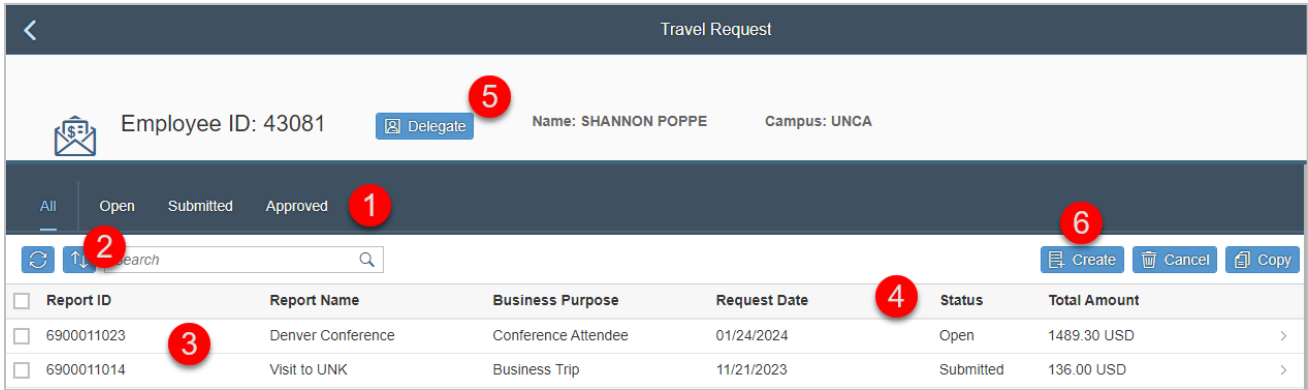 Travel Request
5
Employee ID: 43081 Delegate Name: SHANNON POPPE Campus: UNCA
All Open Submitted Approved 1
2 6
Search Create Cancel Copy
Report ID Report Name Business Purpose Request Date 4 Status Total Amount
6900011023 3 Denver Conference Conference Attendee 01/24/2024 Open 1489.30 USD
6900011014 Visit to UNK Business Trip 11/21/2023 Submitted 136.00 USD